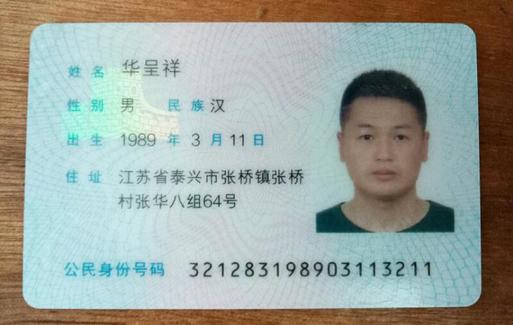 姓名 华呈祥
性别 男 民族 汉
出生 1989 年 3 月 11 日
住址 江苏省泰兴市张桥镇张桥
村张华八组64号
公民身份号码 321283198903113211